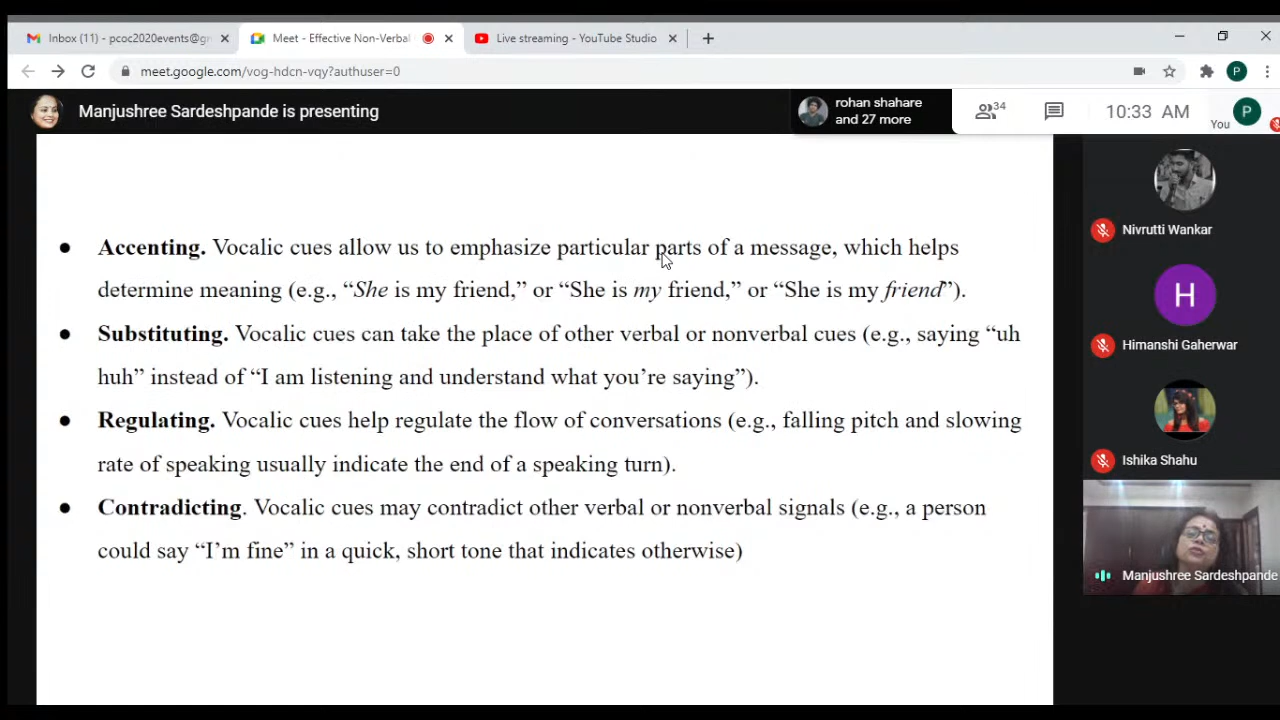 Inbox (11) - pcoc2020events@gm
Meet - Effective Non-Verbal
Live streaming - YouTube Studio
meet.google.com/vog-hdcn-vqy?authuser=0
P
Manjushree Sardeshpande is presenting
rohan shahare
and 27 more
34
10:33 AM
You
P
Accenting. Vocalic cues allow us to emphasize particular parts of a message, which helps
determine meaning (e.g., “She is my friend,” or “She is my friend,” or “She is my friend”).
Substituting. Vocalic cues can take the place of other verbal or nonverbal cues (e.g., saying “uh
huh” instead of “I am listening and understand what you’re saying”).
Regulating. Vocalic cues help regulate the flow of conversations (e.g., falling pitch and slowing
rate of speaking usually indicate the end of a speaking turn).
Contradicting. Vocalic cues may contradict other verbal or nonverbal signals (e.g., a person
could say “I’m fine” in a quick, short tone that indicates otherwise)
Nivrutti Wankar
H
Himanshi Gaherwar
Ishika Shahu
Manjushree Sardeshpande